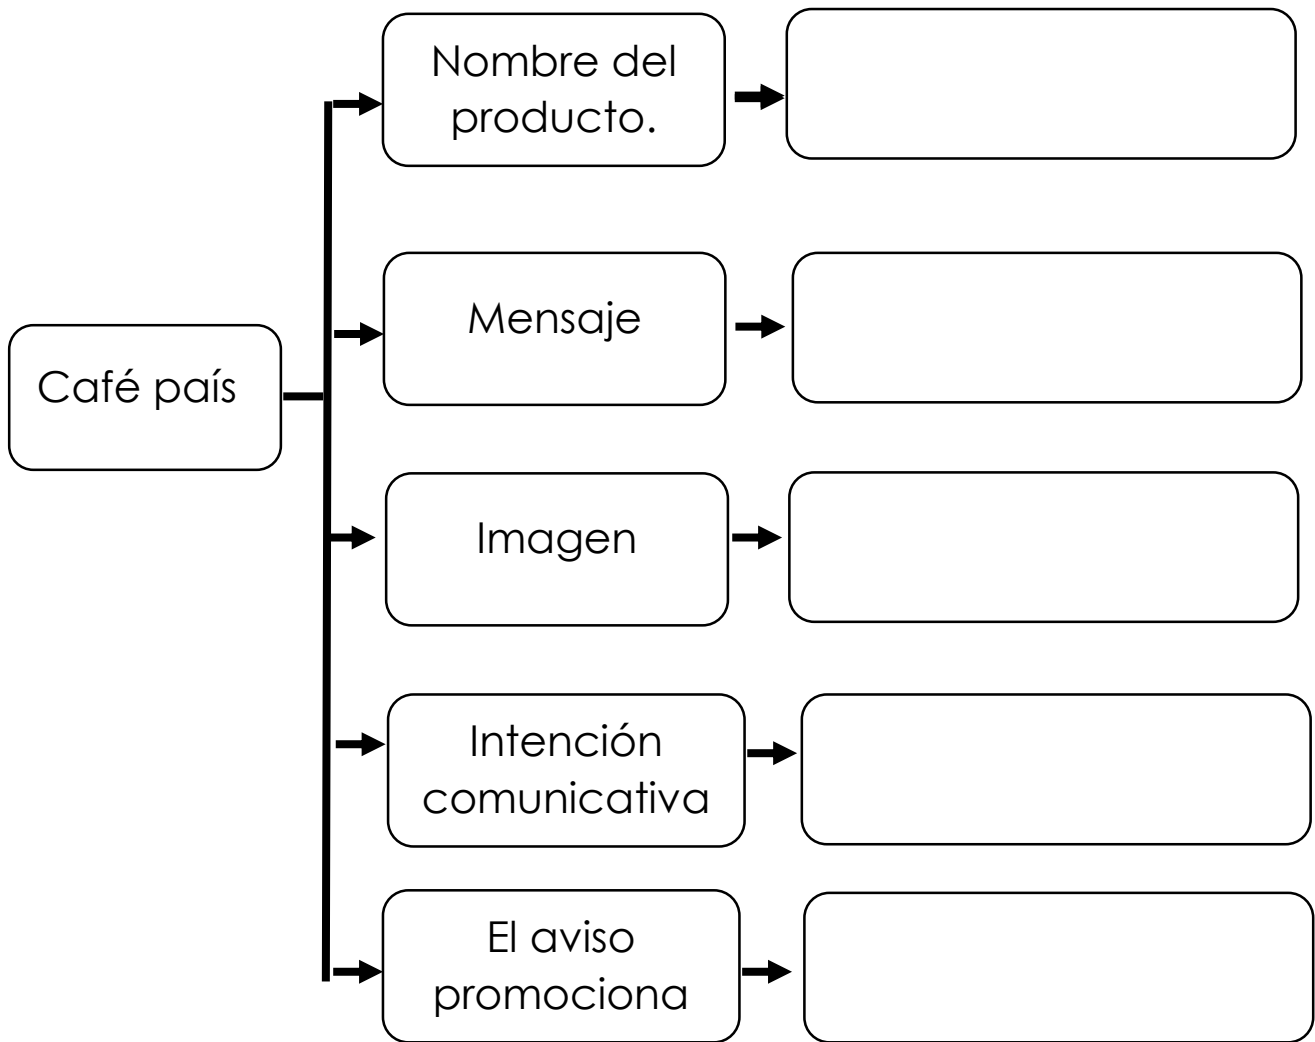 Nombre del
producto.
Mensaje
Café país
Imagen
Intención
comunicativa
El aviso
promociona